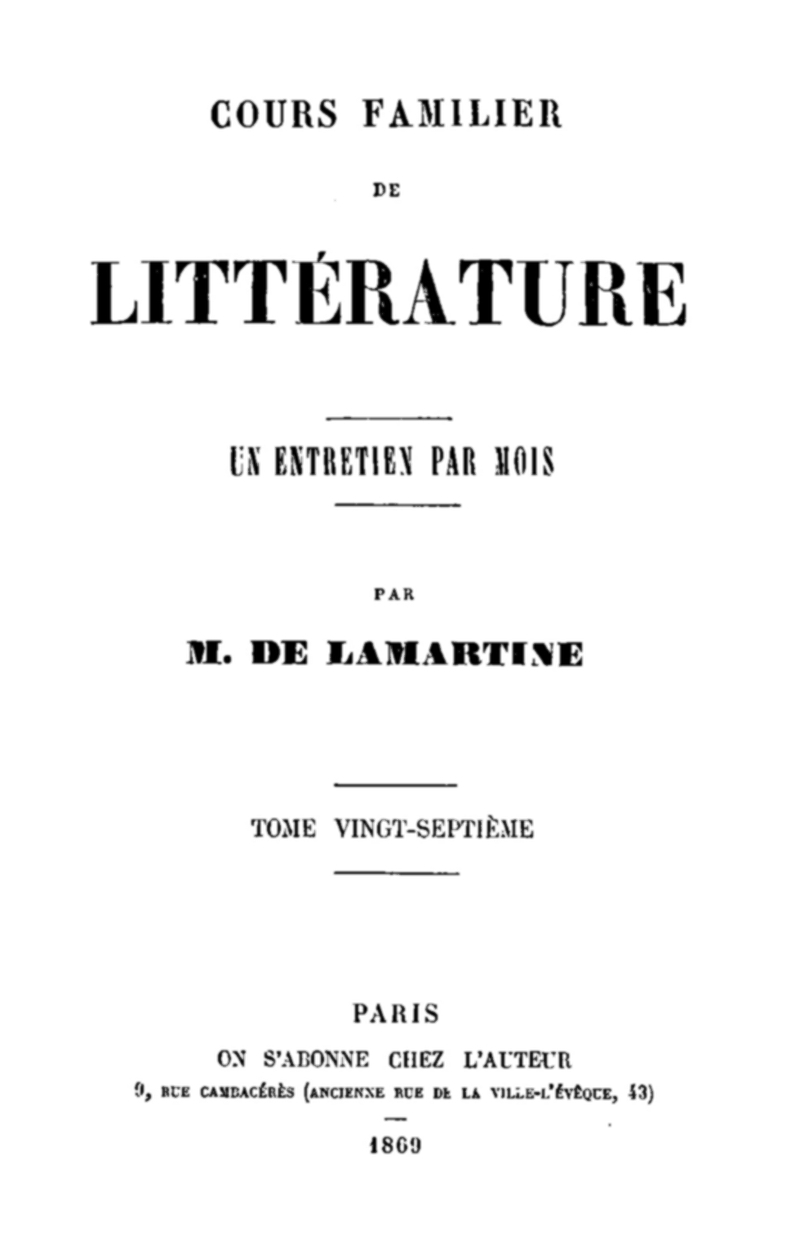 COURS FAMILIER
DE
LITTÉRATURE
UN ENTRETIEN PAR MOIS
PAR
M. DE LAMARTINE
TOME VINGT-SEPTIÈME
PARIS
ON S'ABONNE CHEZ L'AUTEUR
9, RUE CAMBACÉRÈS (ANCIENNE RUE DE LA VILLE-L'ÉVÊQUE, 43)
1869